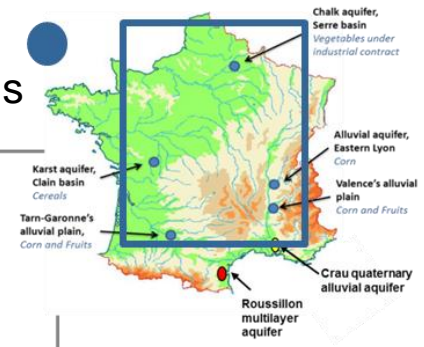 Chalk aquifer,
Serre basin
Vegetables under
industrial contract
s
Alluvial aquifer,
Eastern Lyon
Corn
Karst aquifer,
Clain basin
Cereals
Valence's alluvial
plain
Corn and Fruits
Tarn-Garonne's
alluvial plain,
Corn and Fruits
Crau quaternary
alluvial aquifer
Roussillon
multilayer
aquifer